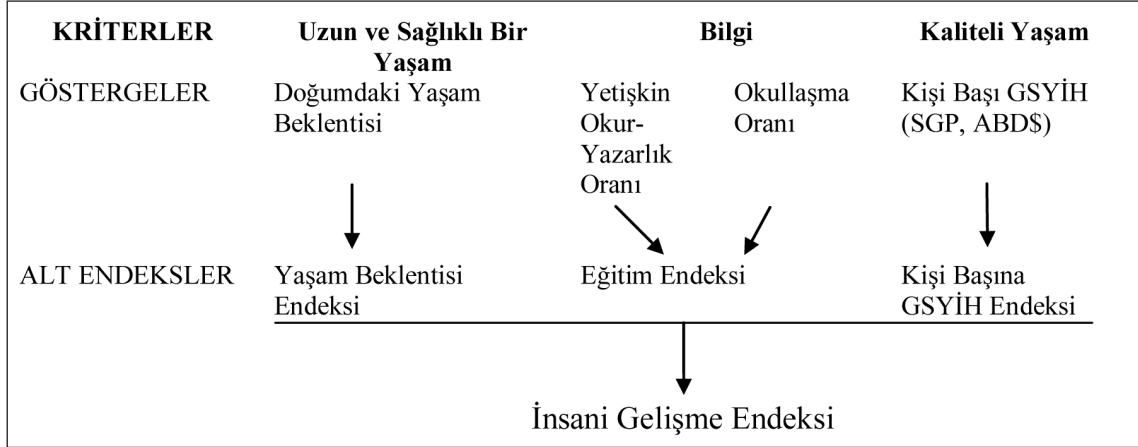 KRİTERLER
Uzun ve Sağlıklı Bir
Yaşam
Bilgi
Kaliteli Yaşam
GÖSTERGELER
Doğumdaki Yaşam
Beklentisi
Yetişkin
Okur-
Yazarlık
Oranı
Okullaşma
Oranı
Kişi Başı GSYİH
(SGP, ABD$)
ALT ENDEKSLER
Yaşam Beklentisi
Endeksi
Eğitim Endeksi
Kişi Başına
GSYİH Endeksi
İnsani Gelişme Endeksi